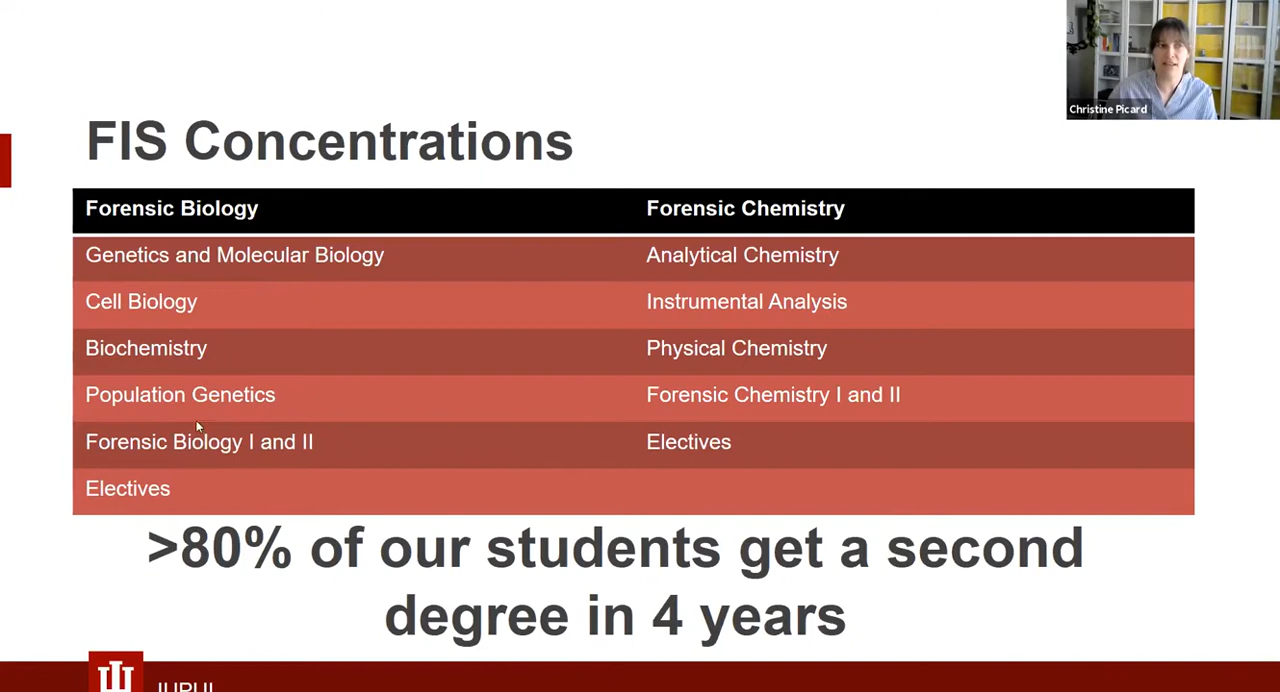 Christine Picard
FIS Concentrations
Forensic Biology Forensic Chemistry
Genetics and Molecular Biology Analytical Chemistry
Cell Biology Instrumental Analysis
Biochemistry Physical Chemistry
Population Genetics Forensic Chemistry I and II
Forensic Biology I and II Electives
Electives
>80% of our students get a second
degree in 4 years
IUPUI